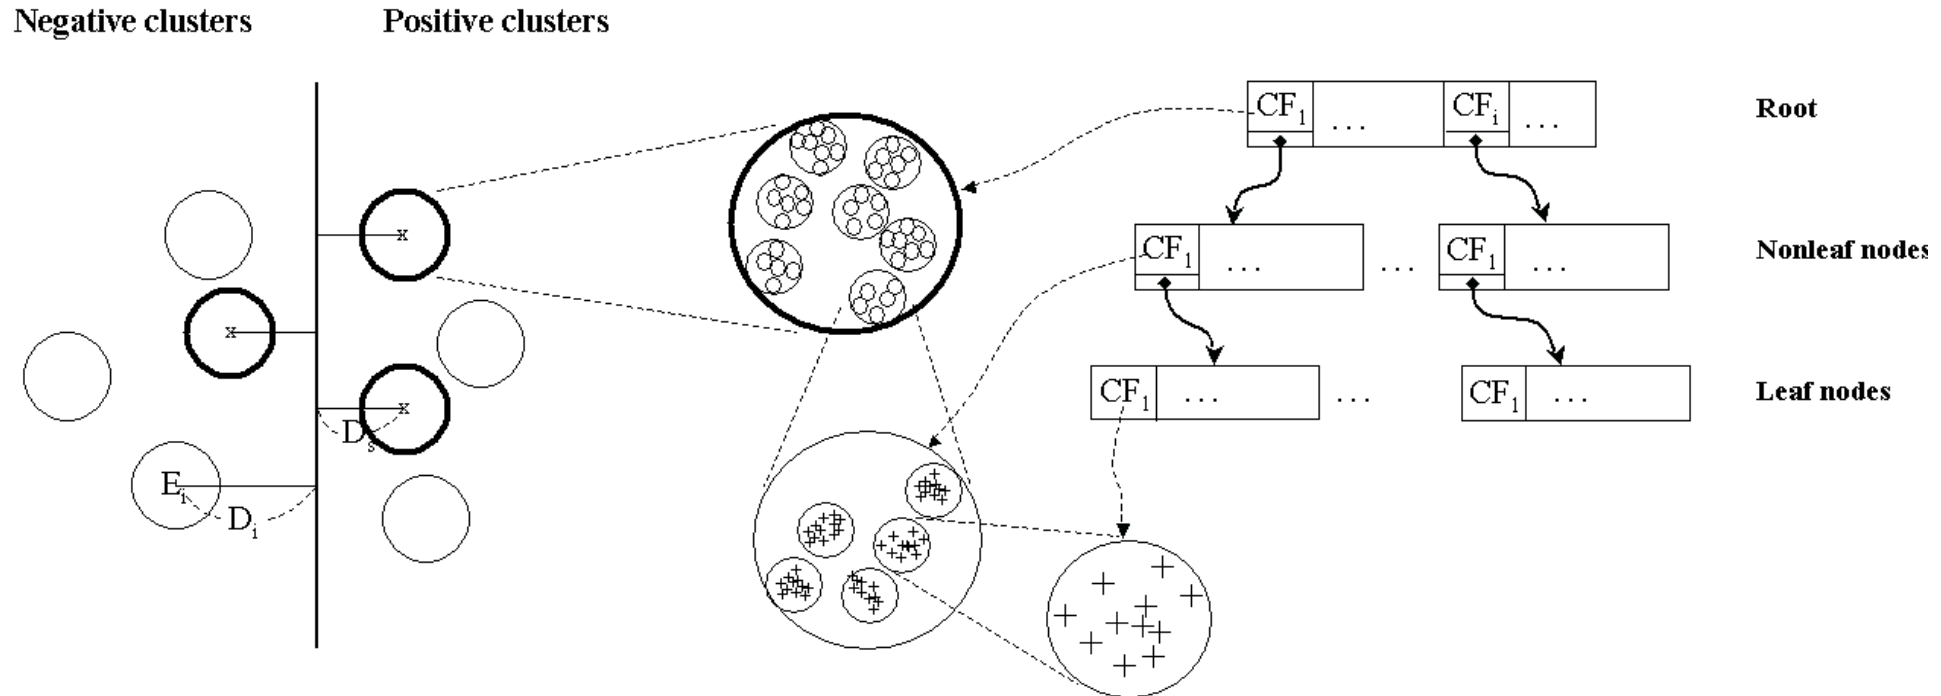 Negative clusters
Positive clusters
CF1 ... CFi ... Root
CF1 ... ... CF1 ... Nonleaf nodes
CF1 ... ... CF1 ... Leaf nodes
x
x
x
Ds
Ei
Di